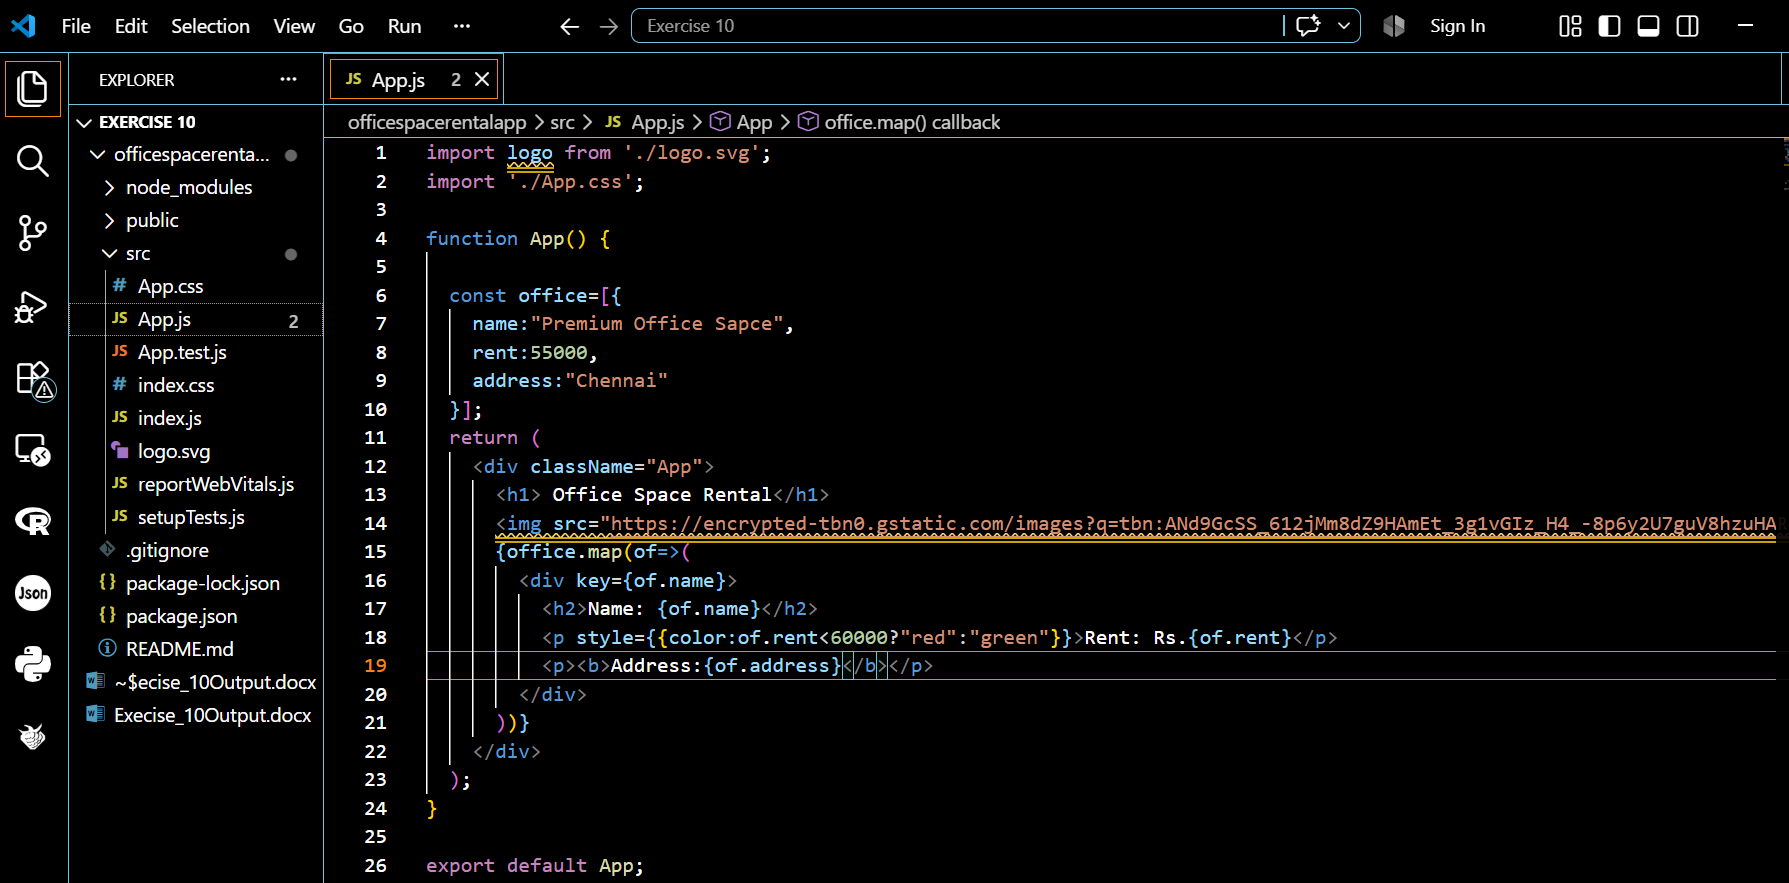 File Edit Selection View Go Run ··· Exercise 10 Sign In
EXPLORER ···
JS App.js 2
EXERCISE 10
officespacerenta...
node_modules
public
src
# App.css
JS App.js 2
JS App.test.js
# index.css
JS index.js
logo.svg
JS reportWebVitals.js
JS setupTests.js
.gitignore
{} package-lock.json
{} package.json
README.md
~$ecise_10Output.docx
Execise_10Output.docx
Json
R
officespacerentalapp > src > JS App.js > App > office.map() callback
1 import logo from './logo.svg';
2 import './App.css';
3
4 function App() {
5
6 const office=[{
7 name:"Premium Office Sapce",
8 rent:55000,
9 address:"Chennai"
10 }];
11 return (
12 <div className="App">
13 <h1> Office Space Rental</h1>
14 <img src="https://encrypted-tbn0.gstatic.com/images?q=tbn:ANd9GcSS_612jMm8dZ9HAmEt_3g1vGIz_H4_-8p6y2U7guV8hzuHAR
15 {office.map(of=>(
16 <div key={of.name}>
17 <h2>Name: {of.name}</h2>
18 <p style={{color:of.rent<60000?"red":"green"}}>Rent: Rs.{of.rent}</p>
19 <p><b>Address:{of.address}</b></p>
20 </div>
21 ))}
22 </div>
23 );
24 }
25
26 export default App;